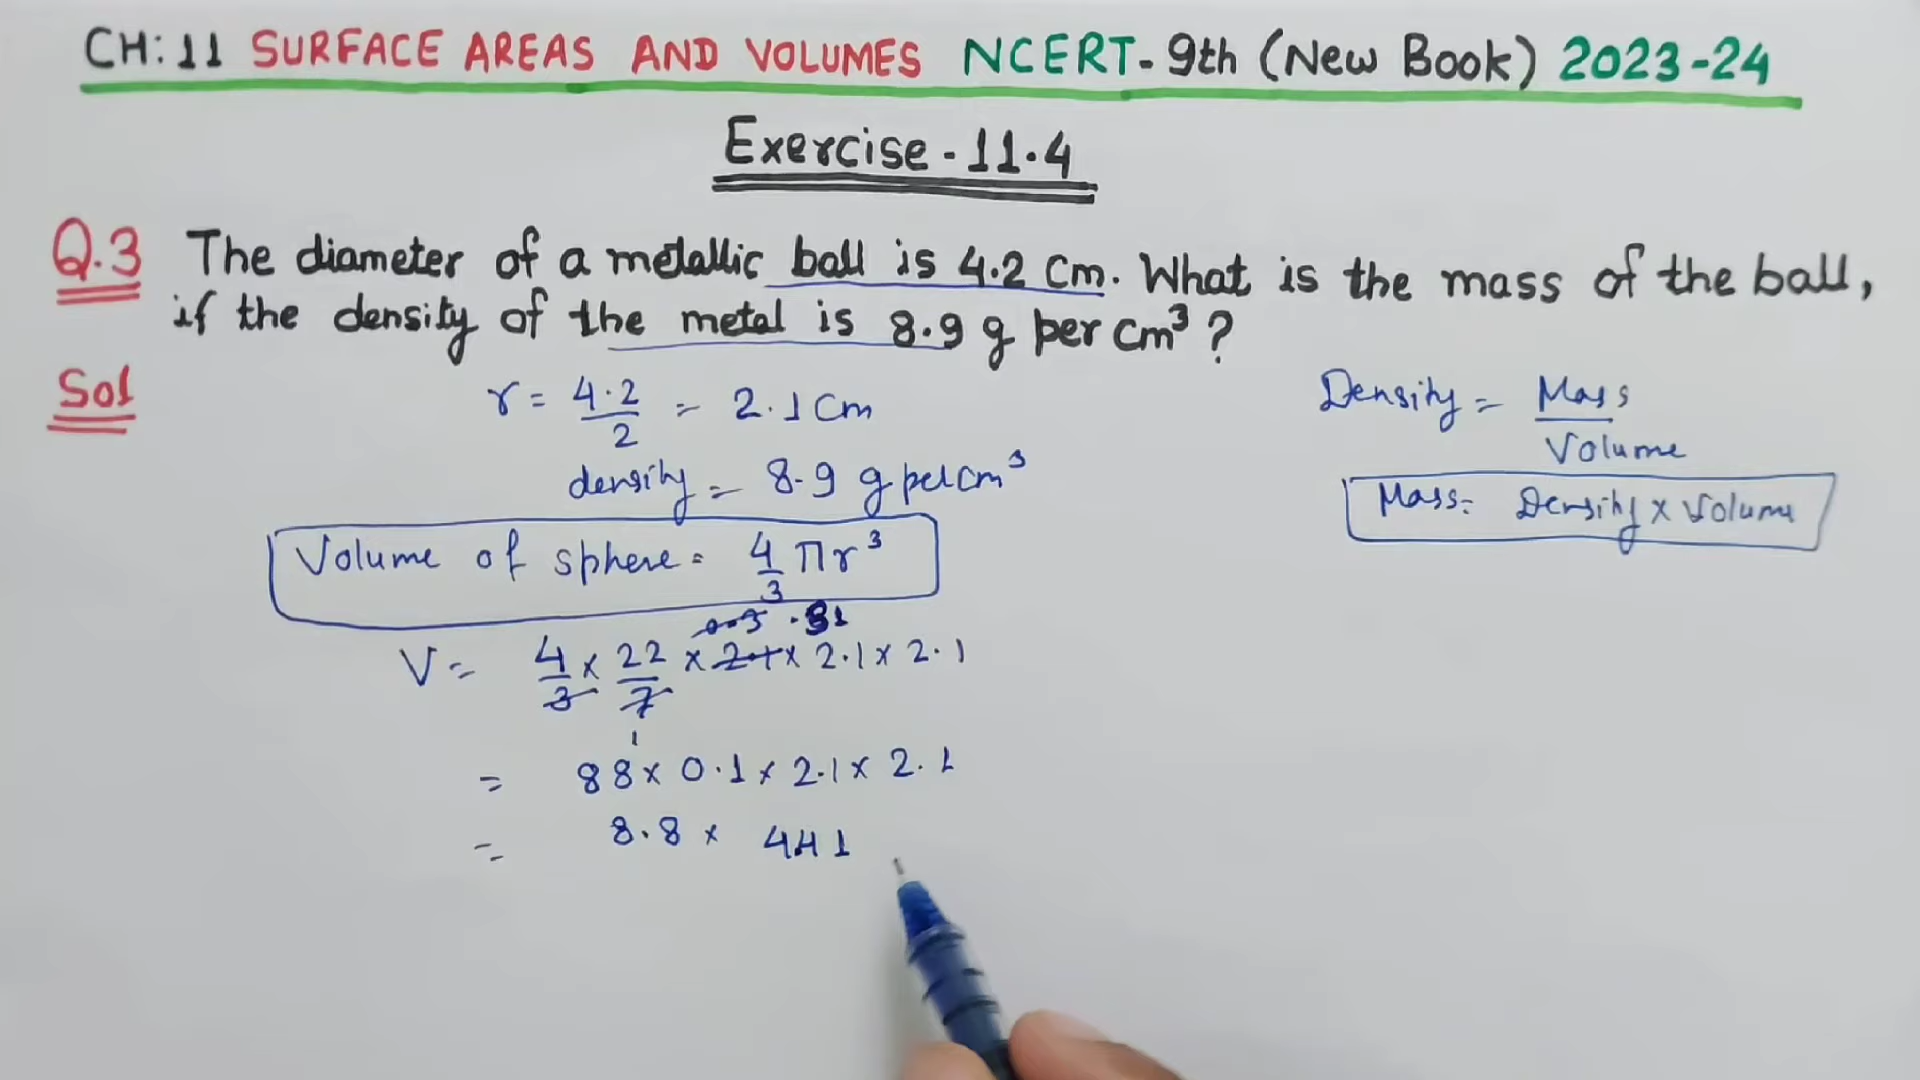 CH: 11 SURFACE AREAS AND VOLUMES NCERT- 9th (New Book) 2023-24
Exercise - 11.4
Q.3 The diameter of a metallic ball is 4.2 cm. What is the mass of the ball,
if the density of the metal is 8.9 g per cm³ ?
Sol
r = 4.2/2 = 2.1 cm
density = 8.9 g per cm³
Volume of sphere = 4/3 πr³
V = 4/3 × 22/7 × 2.1 × 2.1 × 2.1
= 88 × 0.1 × 2.1 × 2.1
= 8.8 × 441
Density = Mass/Volume
Mass = Density × Volume